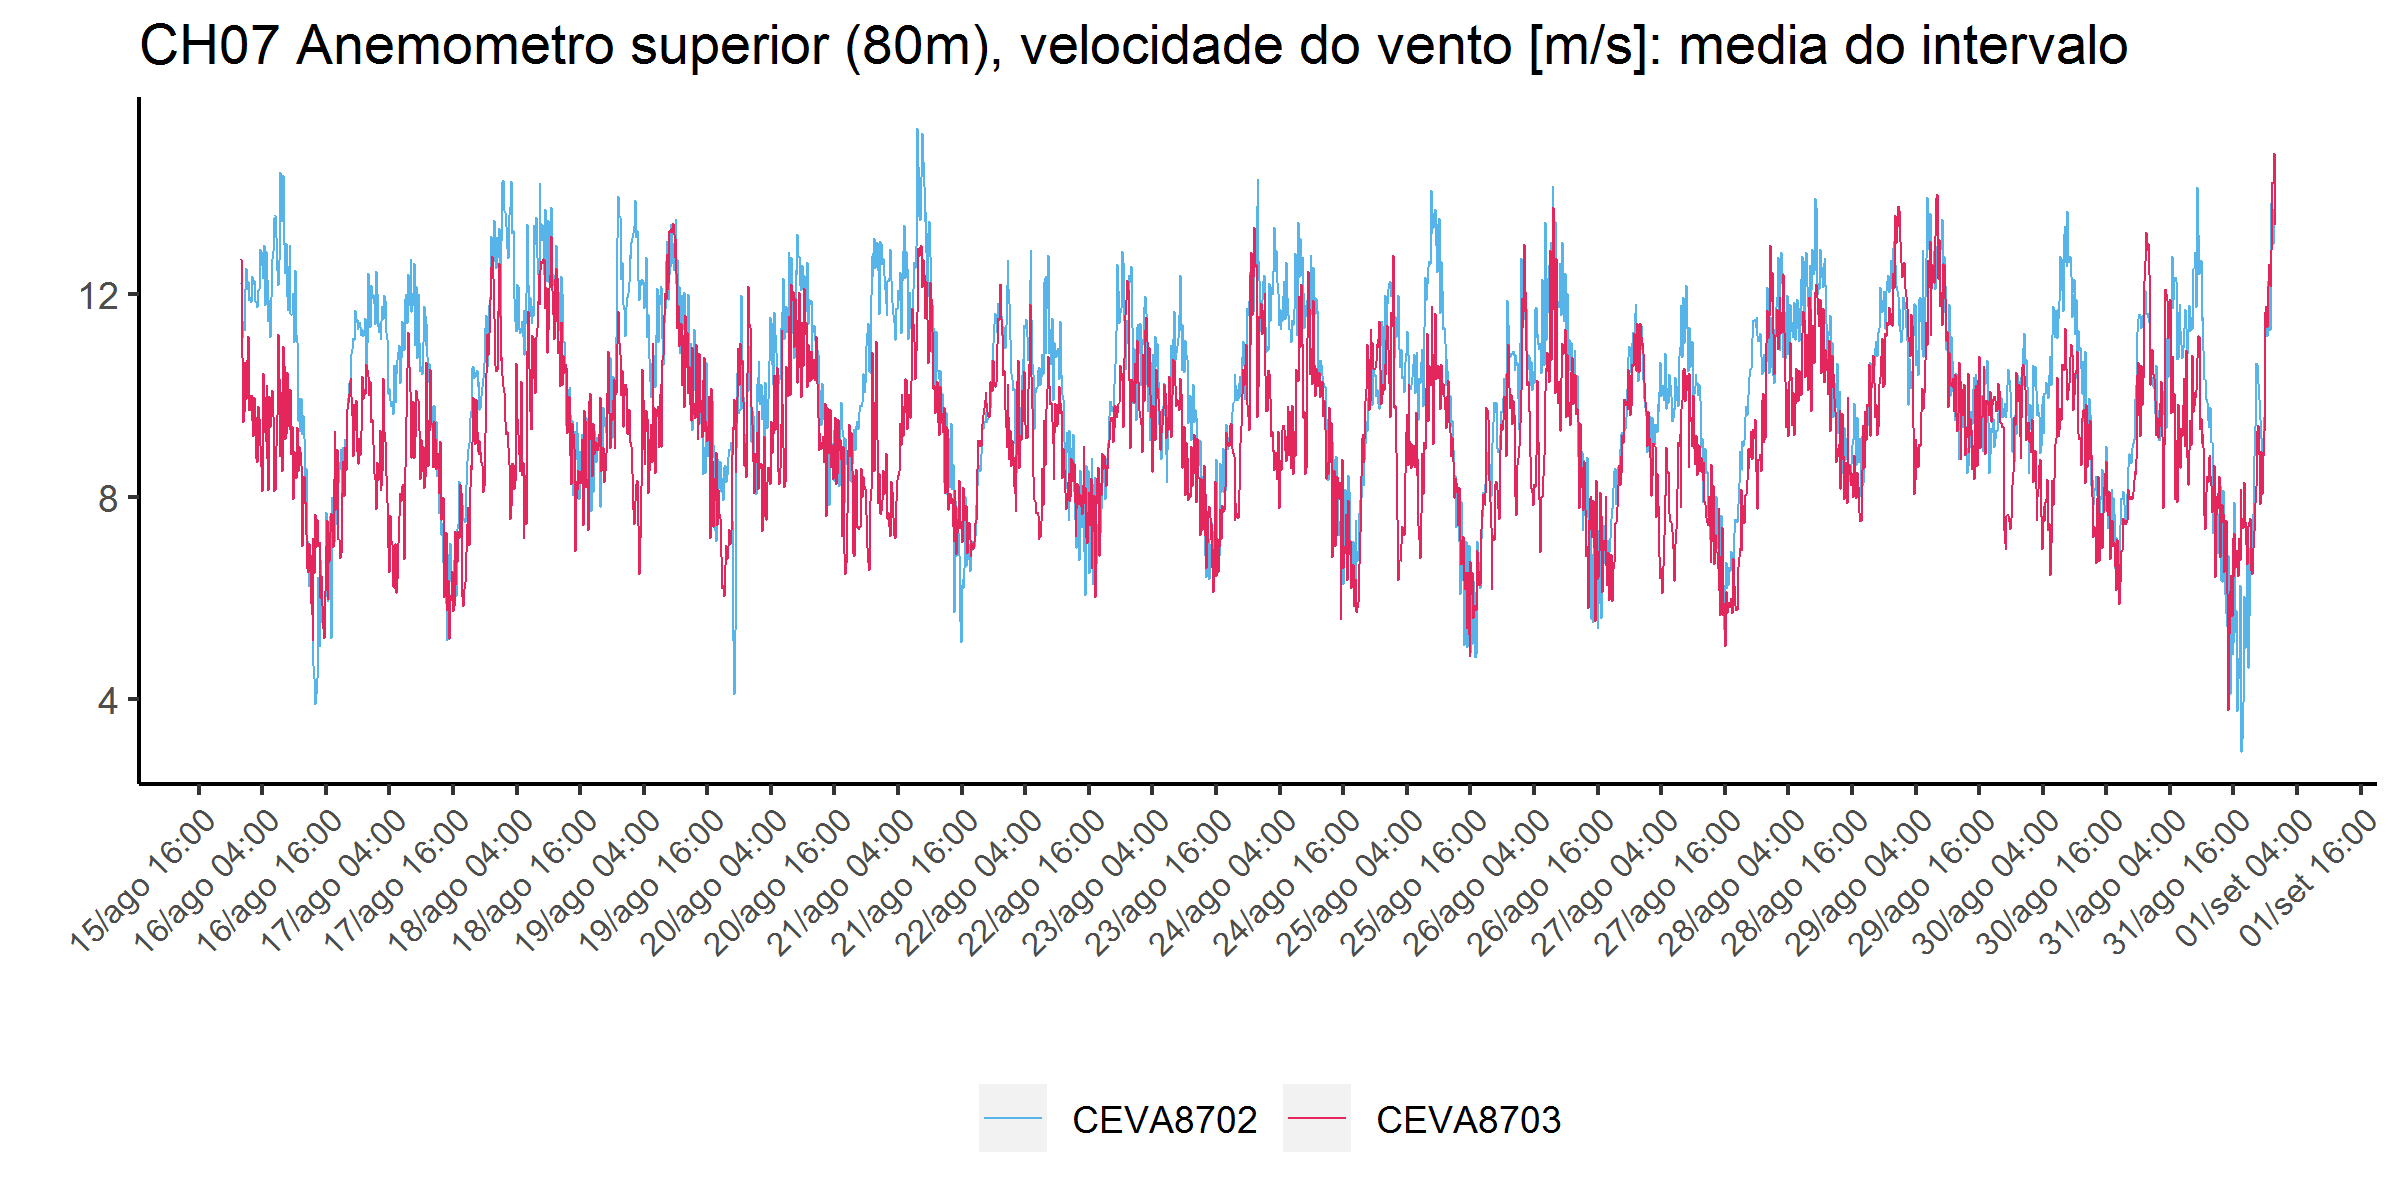 CH07 Anemometro superior (80m), velocidade do vento [m/s]: media do intervalo
12
8
4
15/ago 16:00
16/ago 04:00
16/ago 16:00
17/ago 04:00
17/ago 16:00
18/ago 04:00
18/ago 16:00
19/ago 04:00
19/ago 16:00
20/ago 04:00
20/ago 16:00
21/ago 04:00
21/ago 16:00
22/ago 04:00
22/ago 16:00
23/ago 04:00
23/ago 16:00
24/ago 04:00
24/ago 16:00
25/ago 04:00
25/ago 16:00
26/ago 04:00
26/ago 16:00
27/ago 04:00
27/ago 16:00
28/ago 04:00
28/ago 16:00
29/ago 04:00
29/ago 16:00
30/ago 04:00
30/ago 16:00
31/ago 04:00
31/ago 16:00
01/set 04:00
01/set 16:00
CEVA8702
CEVA8703